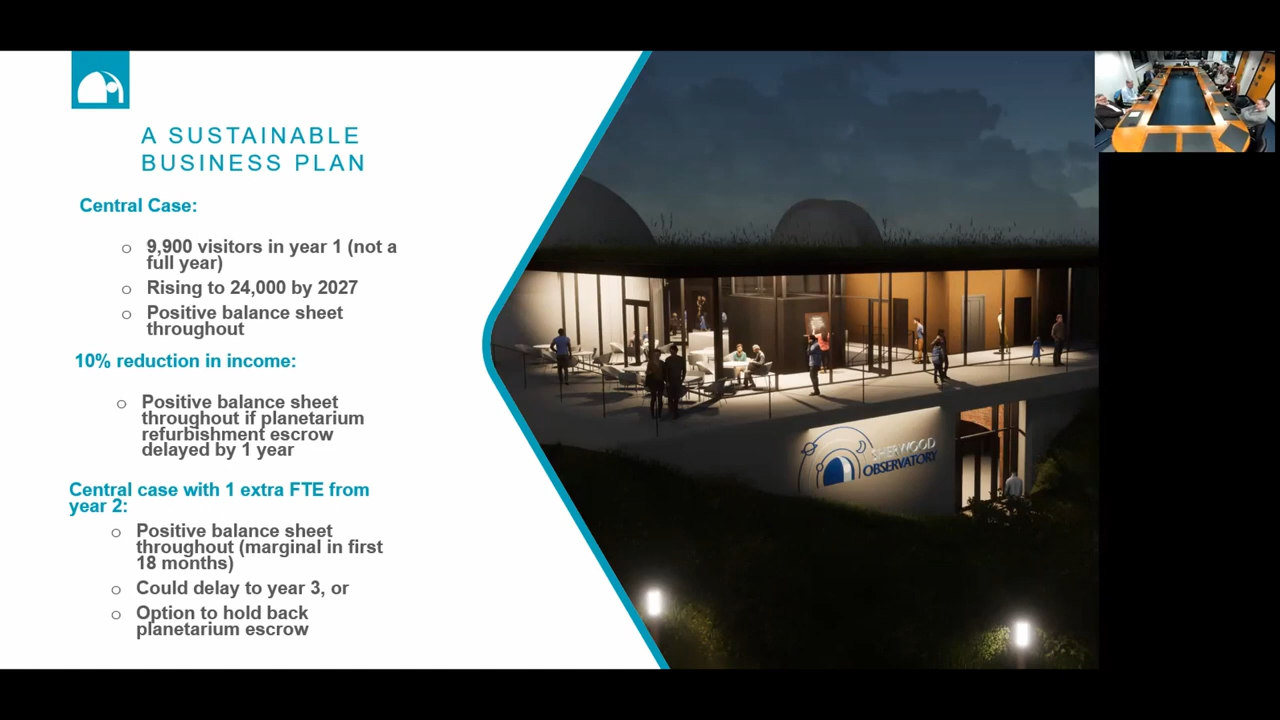 A SUSTAINABLE
BUSINESS PLAN
Central Case:
o 9,900 visitors in year 1 (not a
full year)
o Rising to 24,000 by 2027
o Positive balance sheet
throughout
10% reduction in income:
o Positive balance sheet
throughout if planetarium
refurbishment escrow
delayed by 1 year
Central case with 1 extra FTE from
year 2:
o Positive balance sheet
throughout (marginal in first
18 months)
o Could delay to year 3, or
o Option to hold back
planetarium escrow
SHERWOOD
OBSERVATORY